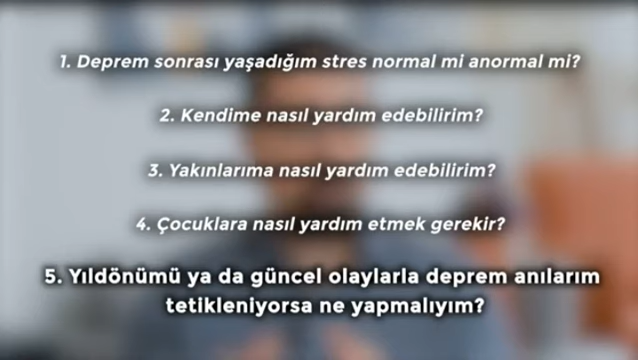 1. Deprem sonrası yaşadığım stres normal mi anormal mi?
2. Kendime nasıl yardım edebilirim?
3. Yakınlarıma nasıl yardım edebilirim?
4. Çocuklara nasıl yardım etmek gerekir?
5. Yıldönümü ya da güncel olaylarla deprem anılarım
tetikleniyorsa ne yapmalıyım?